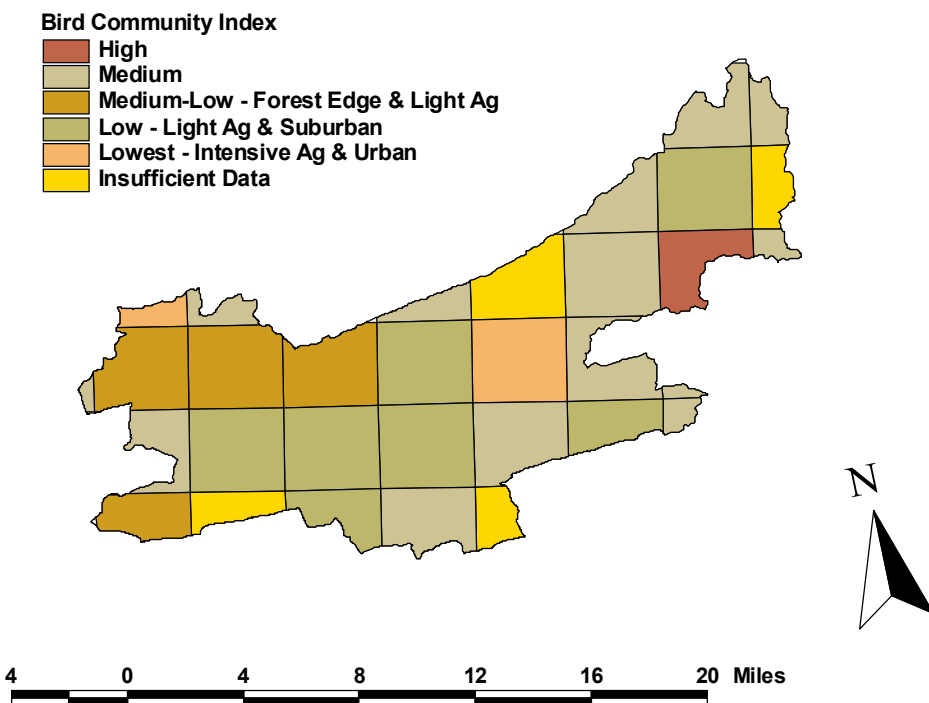 Bird Community Index
High
Medium
Medium-Low - Forest Edge & Light Ag
Low - Light Ag & Suburban
Lowest - Intensive Ag & Urban
Insufficient Data
N
4 0 4 8 12 16 20 Miles